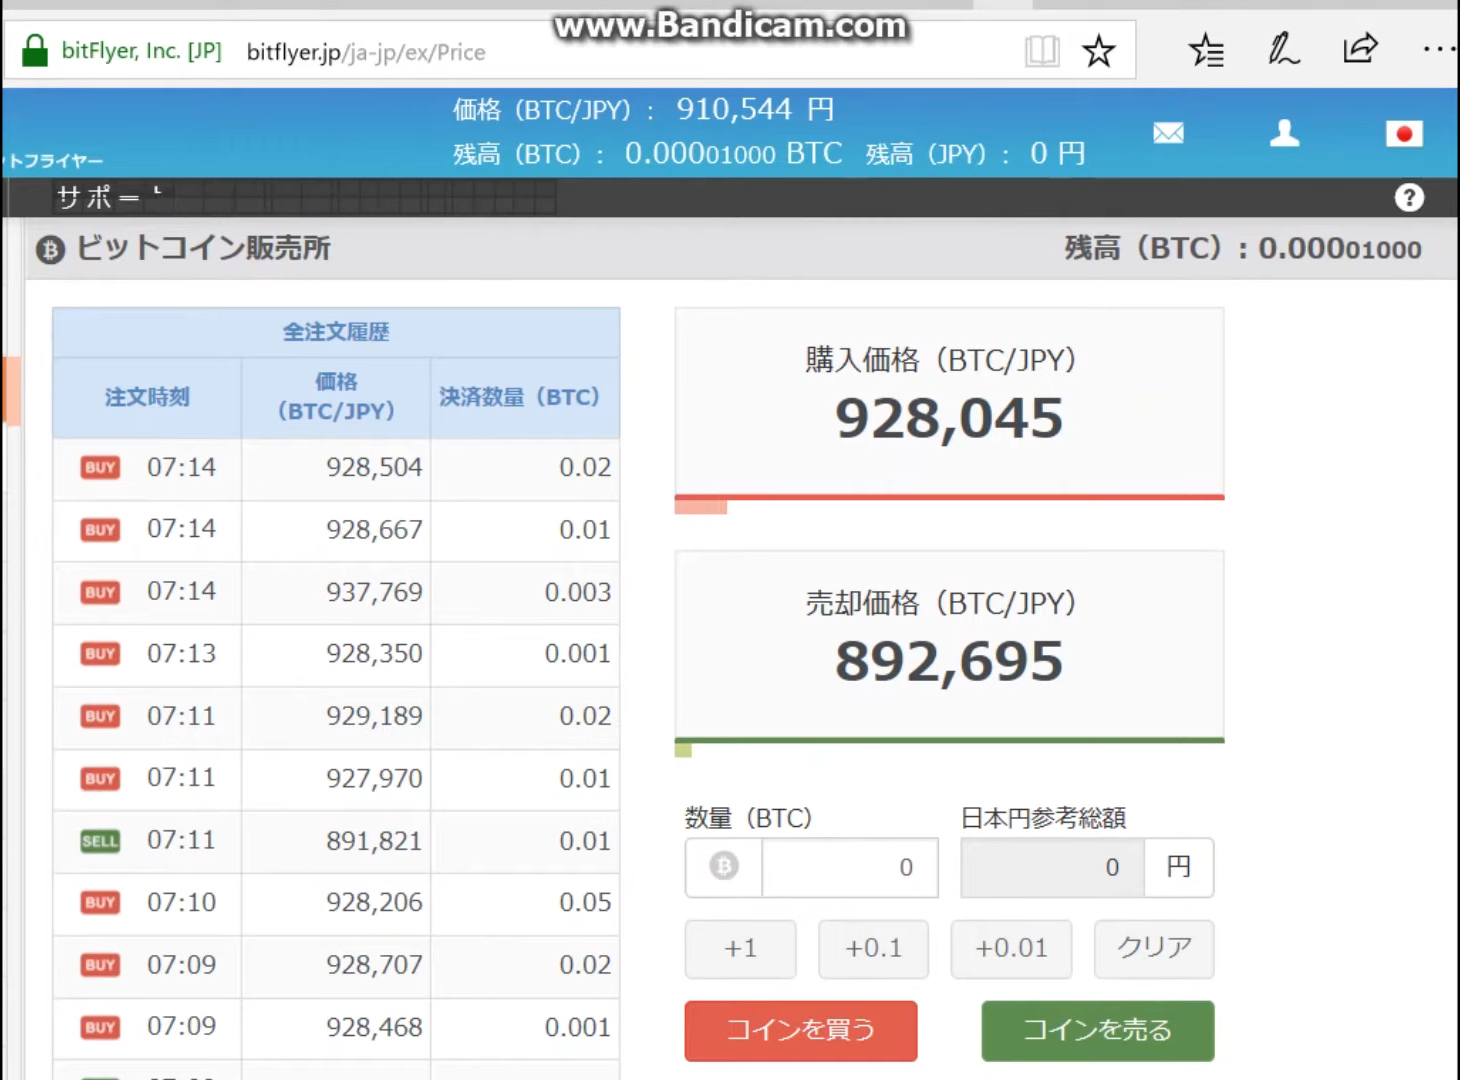 www.Bandicam.com
bitFlyer, Inc. [JP] bitflyer.jp/ja-jp/ex/Price
価格（BTC/JPY）: 910,544 円
残高（BTC）: 0.00001000 BTC 残高（JPY）: 0 円
トフライヤー
サポー
?
ビットコイン販売所 残高（BTC）: 0.00001000
全注文履歴
注文時刻 価格（BTC/JPY） 決済数量（BTC）
BUY 07:14 928,504 0.02
BUY 07:14 928,667 0.01
BUY 07:14 937,769 0.003
BUY 07:13 928,350 0.001
BUY 07:11 929,189 0.02
BUY 07:11 927,970 0.01
SELL 07:11 891,821 0.01
BUY 07:10 928,206 0.05
BUY 07:09 928,707 0.02
BUY 07:09 928,468 0.001
購入価格（BTC/JPY）
928,045
売却価格（BTC/JPY）
892,695
数量（BTC） 日本円参考総額
0 0 円
+1 +0.1 +0.01 クリア
コインを買う コインを売る